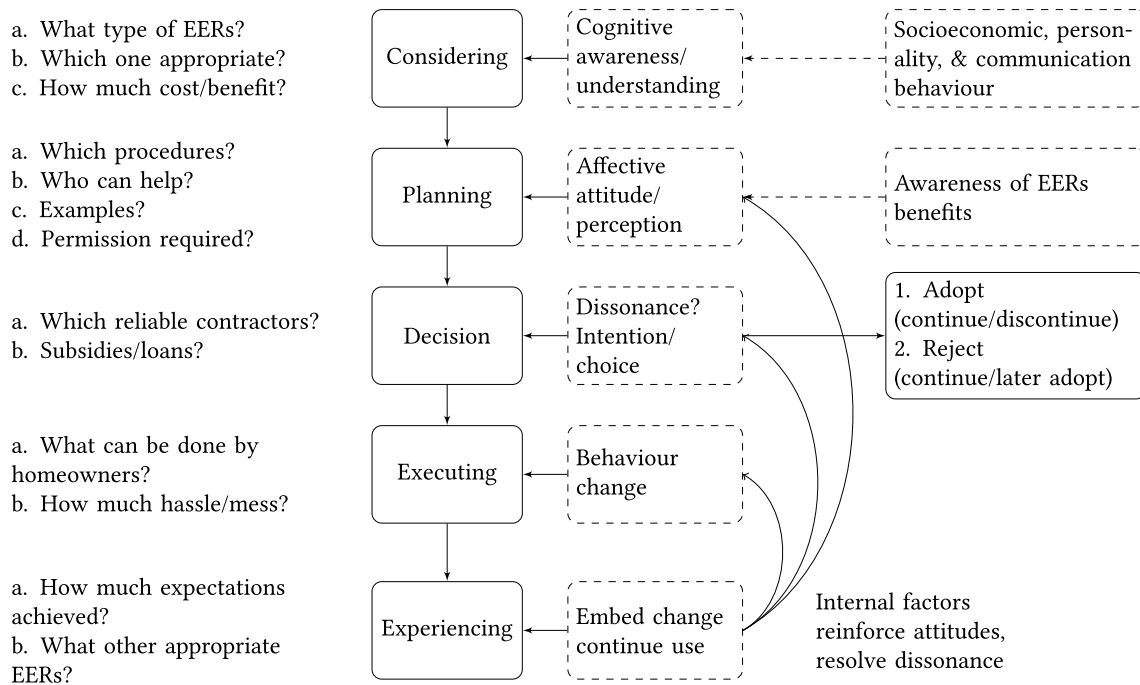 a. What type of EERs?
b. Which one appropriate?
c. How much cost/benefit?
Considering
Cognitive
awareness/
understanding
Socioeconomic, person-
ality, & communication
behaviour
a. Which procedures?
b. Who can help?
c. Examples?
d. Permission required?
Planning
Affective
attitude/
perception
Awareness of EERs
benefits
a. Which reliable contractors?
b. Subsidies/loans?
Decision
Dissonance?
Intention/
choice
1. Adopt
(continue/discontinue)
2. Reject
(continue/later adopt)
a. What can be done by
homeowners?
b. How much hassle/mess?
Executing
Behaviour
change
a. How much expectations
achieved?
b. What other appropriate
EERs?
Experiencing
Embed change
continue use
Internal factors
reinforce attitudes,
resolve dissonance